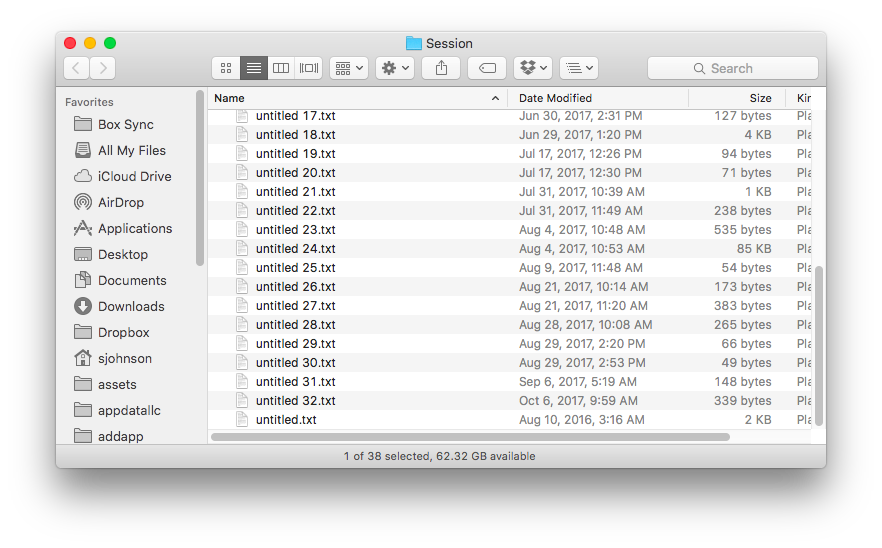 Session
Search
Favorites
Box Sync
All My Files
iCloud Drive
AirDrop
Applications
Desktop
Documents
Downloads
Dropbox
sjohnson
assets
appdatallc
addapp
Name Date Modified Size Kin
untitled 17.txt Jun 30, 2017, 2:31 PM 127 bytes Pla
untitled 18.txt Jun 29, 2017, 1:20 PM 4 KB Pla
untitled 19.txt Jul 17, 2017, 12:26 PM 94 bytes Pla
untitled 20.txt Jul 17, 2017, 12:30 PM 71 bytes Pla
untitled 21.txt Jul 31, 2017, 10:39 AM 1 KB Pla
untitled 22.txt Jul 31, 2017, 11:49 AM 238 bytes Pla
untitled 23.txt Aug 4, 2017, 10:48 AM 535 bytes Pla
untitled 24.txt Aug 4, 2017, 10:53 AM 85 KB Pla
untitled 25.txt Aug 9, 2017, 11:48 AM 54 bytes Pla
untitled 26.txt Aug 21, 2017, 10:14 AM 173 bytes Pla
untitled 27.txt Aug 21, 2017, 11:20 AM 383 bytes Pla
untitled 28.txt Aug 28, 2017, 10:08 AM 265 bytes Pla
untitled 29.txt Aug 29, 2017, 2:20 PM 66 bytes Pla
untitled 30.txt Aug 29, 2017, 2:53 PM 49 bytes Pla
untitled 31.txt Sep 6, 2017, 5:19 AM 148 bytes Pla
untitled 32.txt Oct 6, 2017, 9:59 AM 339 bytes Pla
untitled.txt Aug 10, 2016, 3:16 AM 2 KB Pla
1 of 38 selected, 62.32 GB available